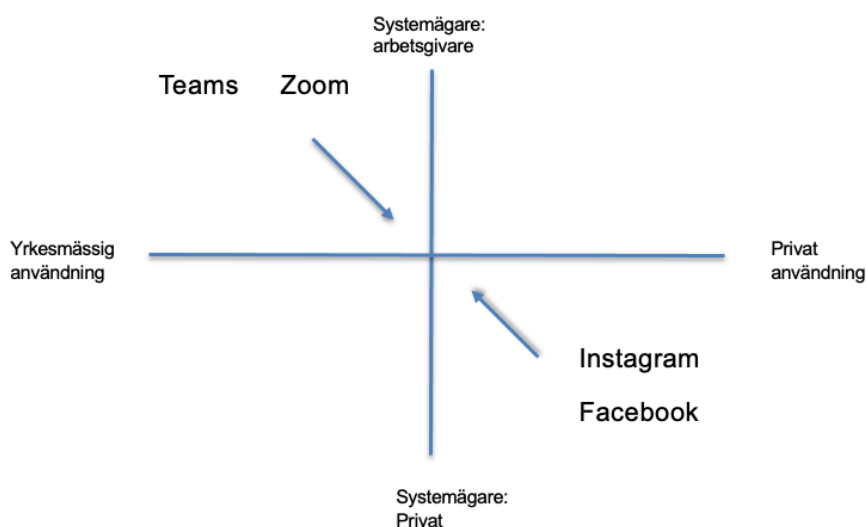 Systemägare:
arbetsgivare
Teams Zoom
Yrkesmässig
användning
Privat
användning
Instagram
Facebook
Systemägare:
Privat